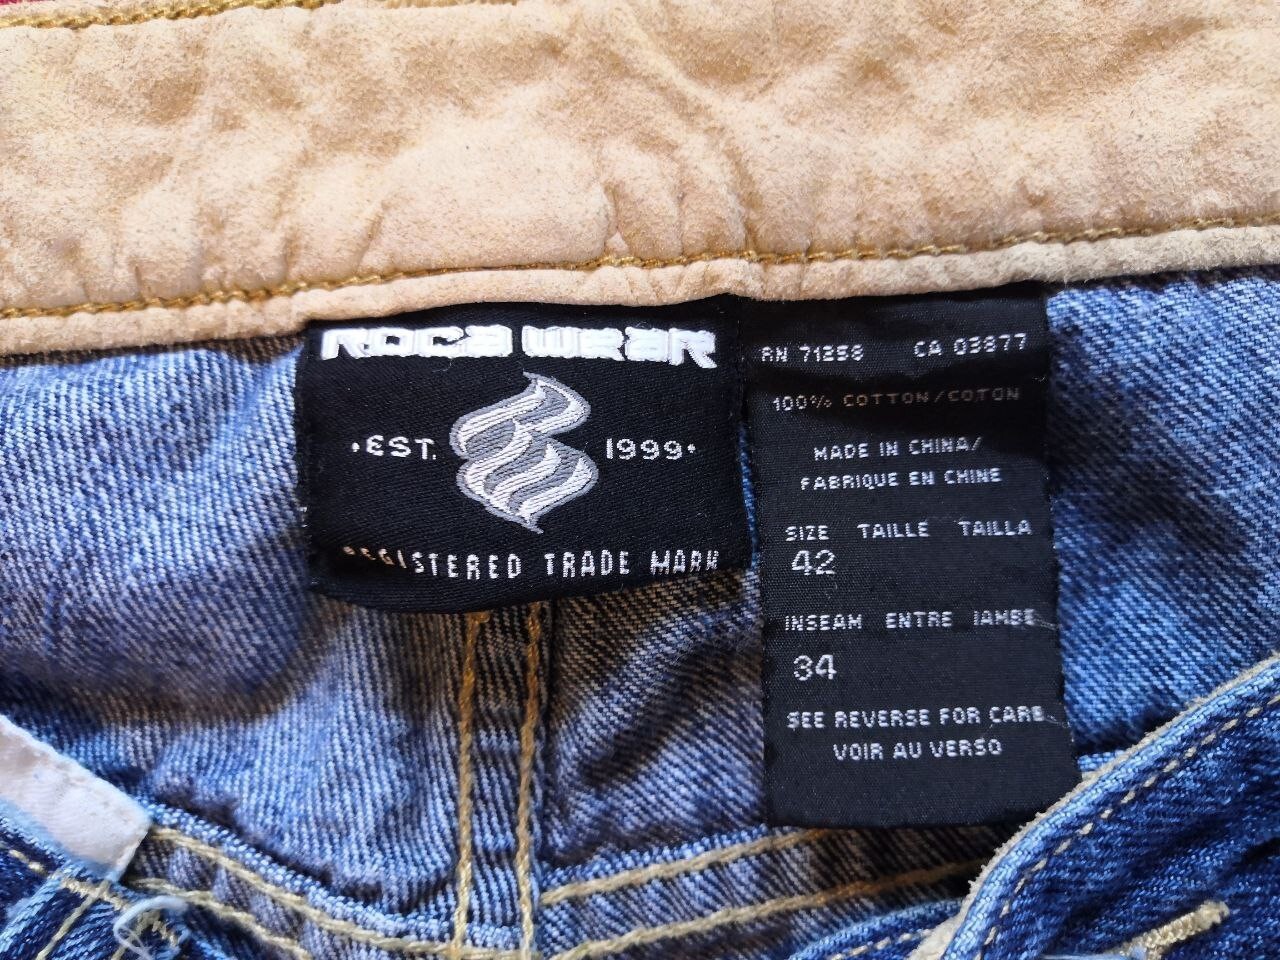 ROCA WEAR
EST. 1999
REGISTERED TRADE MARK
RN 71358 CA 03877
100% COTTON/COTON
MADE IN CHINA/
FABRIQUE EN CHINE
SIZE TAILLE TAILLA
42
INSEAM ENTRE JAMBE
34
SEE REVERSE FOR CARE
VOIR AU VERSO